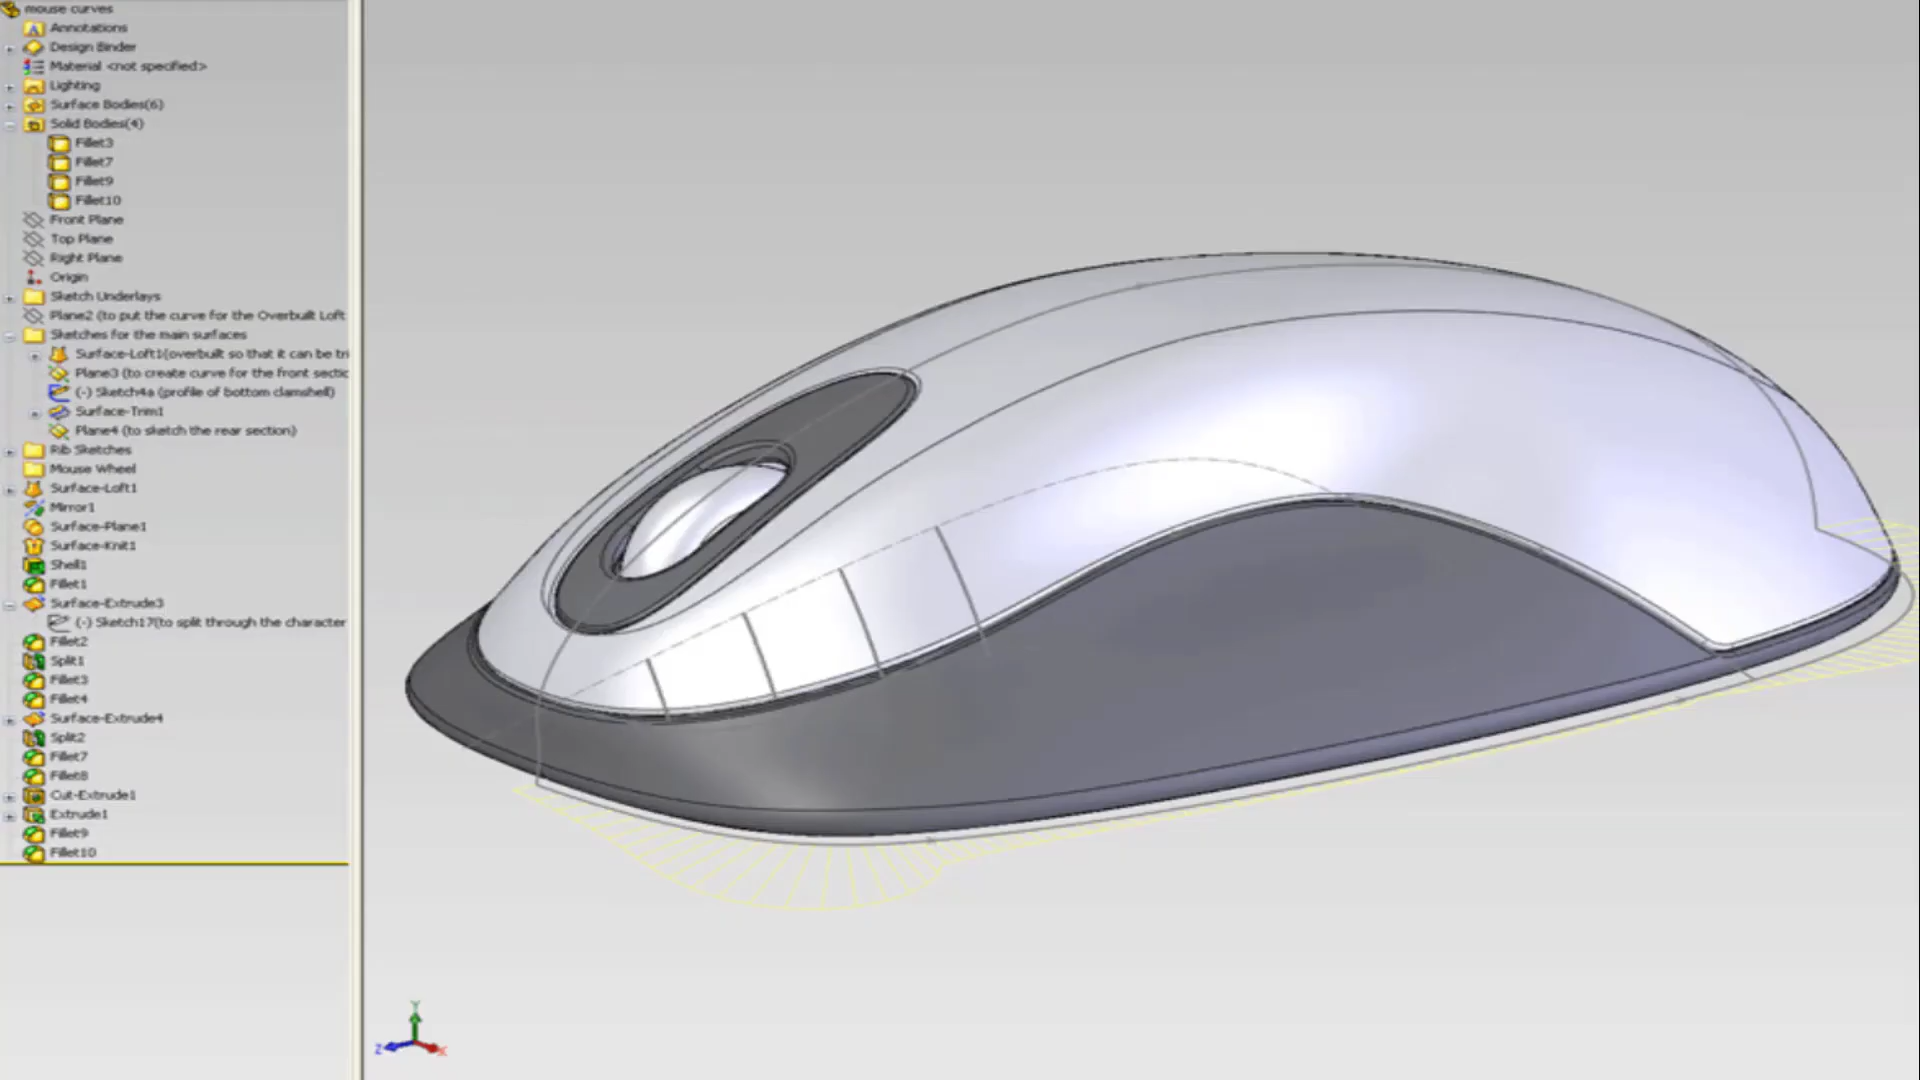 mouse curves
Annotations
Design Binder
Material <not specified>
Lighting
Surface Bodies(6)
Solid Bodies(4)
Fillet3
Fillet7
Fillet9
Fillet10
Front Plane
Top Plane
Right Plane
Origin
Sketch Underlays
Plane2 (to put the curve for the Overbuilt Loft
Sketches for the main surfaces
Surface-Loft1(overbuilt so that it can be tri
Plane3 (to create curve for the front sectio
(-) Sketch4a (profile of bottom clamshell)
Surface-Trim1
Plane4 (to sketch the rear section)
Rib Sketches
Mouse Wheel
Surface-Loft1
Mirror1
Surface-Plane1
Surface-Knit1
Shell1
Fillet1
Surface-Extrude3
(-) Sketch17(to split through the character
Fillet2
Split1
Fillet3
Fillet4
Surface-Extrude4
Split2
Fillet7
Fillet8
Cut-Extrude1
Extrude1
Fillet9
Fillet10
Y
Z
X